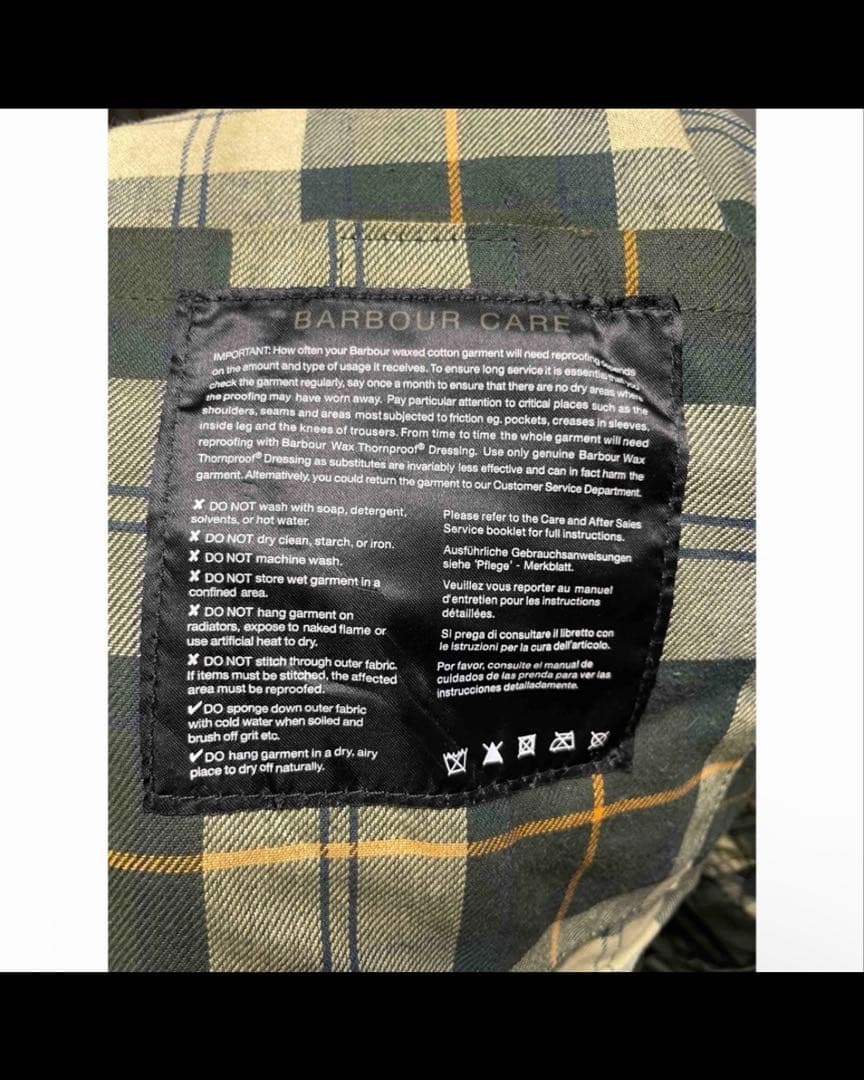 BARBOUR CARE
IMPORTANT: How often your Barbour waxed cotton garment will need reproofing depends
on the amount and type of usage it receives. To ensure long service it is essential that you
check the garment regularly, say once a month to ensure that there are no dry areas where
the proofing may have worn away. Pay particular attention to critical places such as the
shoulders, seams and areas most subjected to friction eg. pockets, creases in sleeves,
inside leg and the knees of trousers. From time to time the whole garment will need
reproofing with Barbour Wax Thornproof® Dressing. Use only genuine Barbour Wax
Thornproof® Dressing as substitutes are invariably less effective and can in fact harm the
garment. Alternatively, you could return the garment to our Customer Service Department.
✘ DO NOT wash with soap, detergent,
solvents, or hot water.
✘ DO NOT dry clean, starch, or iron.
✘ DO NOT machine wash.
✘ DO NOT store wet garment in a
confined area.
✘ DO NOT hang garment on
radiators, expose to naked flame or
use artificial heat to dry.
✘ DO NOT stitch through outer fabric.
If items must be stitched, the affected
area must be reproofed.
✔ DO sponge down outer fabric
with cold water when soiled and
brush off grit etc.
✔ DO hang garment in a dry, airy
place to dry off naturally.
Please refer to the Care and After Sales
Service booklet for full instructions.
Ausführliche Gebrauchsanweisungen
siehe 'Pflege' - Merkblatt.
Veuillez vous reporter au manuel
d'entretien pour les instructions
détaillées.
Si prega di consultare il libretto con
le istruzioni per la cura dell'articolo.
Por favor, consulte el manual de
cuidados de las prenda para ver las
instrucciones detalladamente.